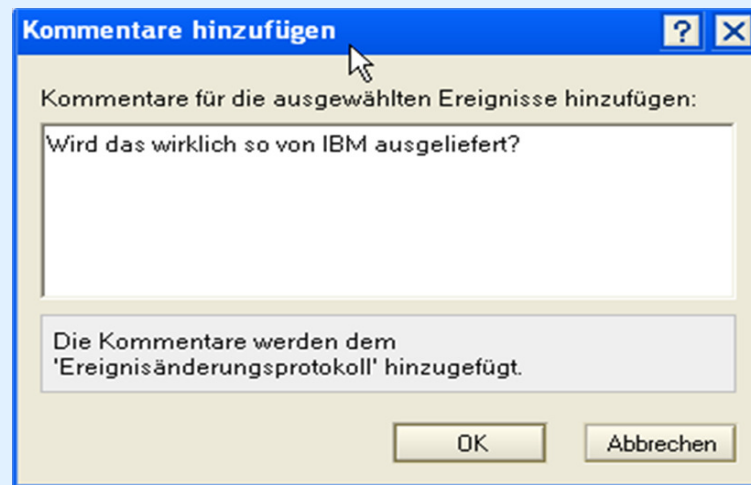 Kommentare hinzufügen
Kommentare für die ausgewählten Ereignisse hinzufügen:
Wird das wirklich so von IBM ausgeliefert?
Die Kommentare werden dem
'Ereignisänderungsprotokoll' hinzugefügt.
OK
Abbrechen